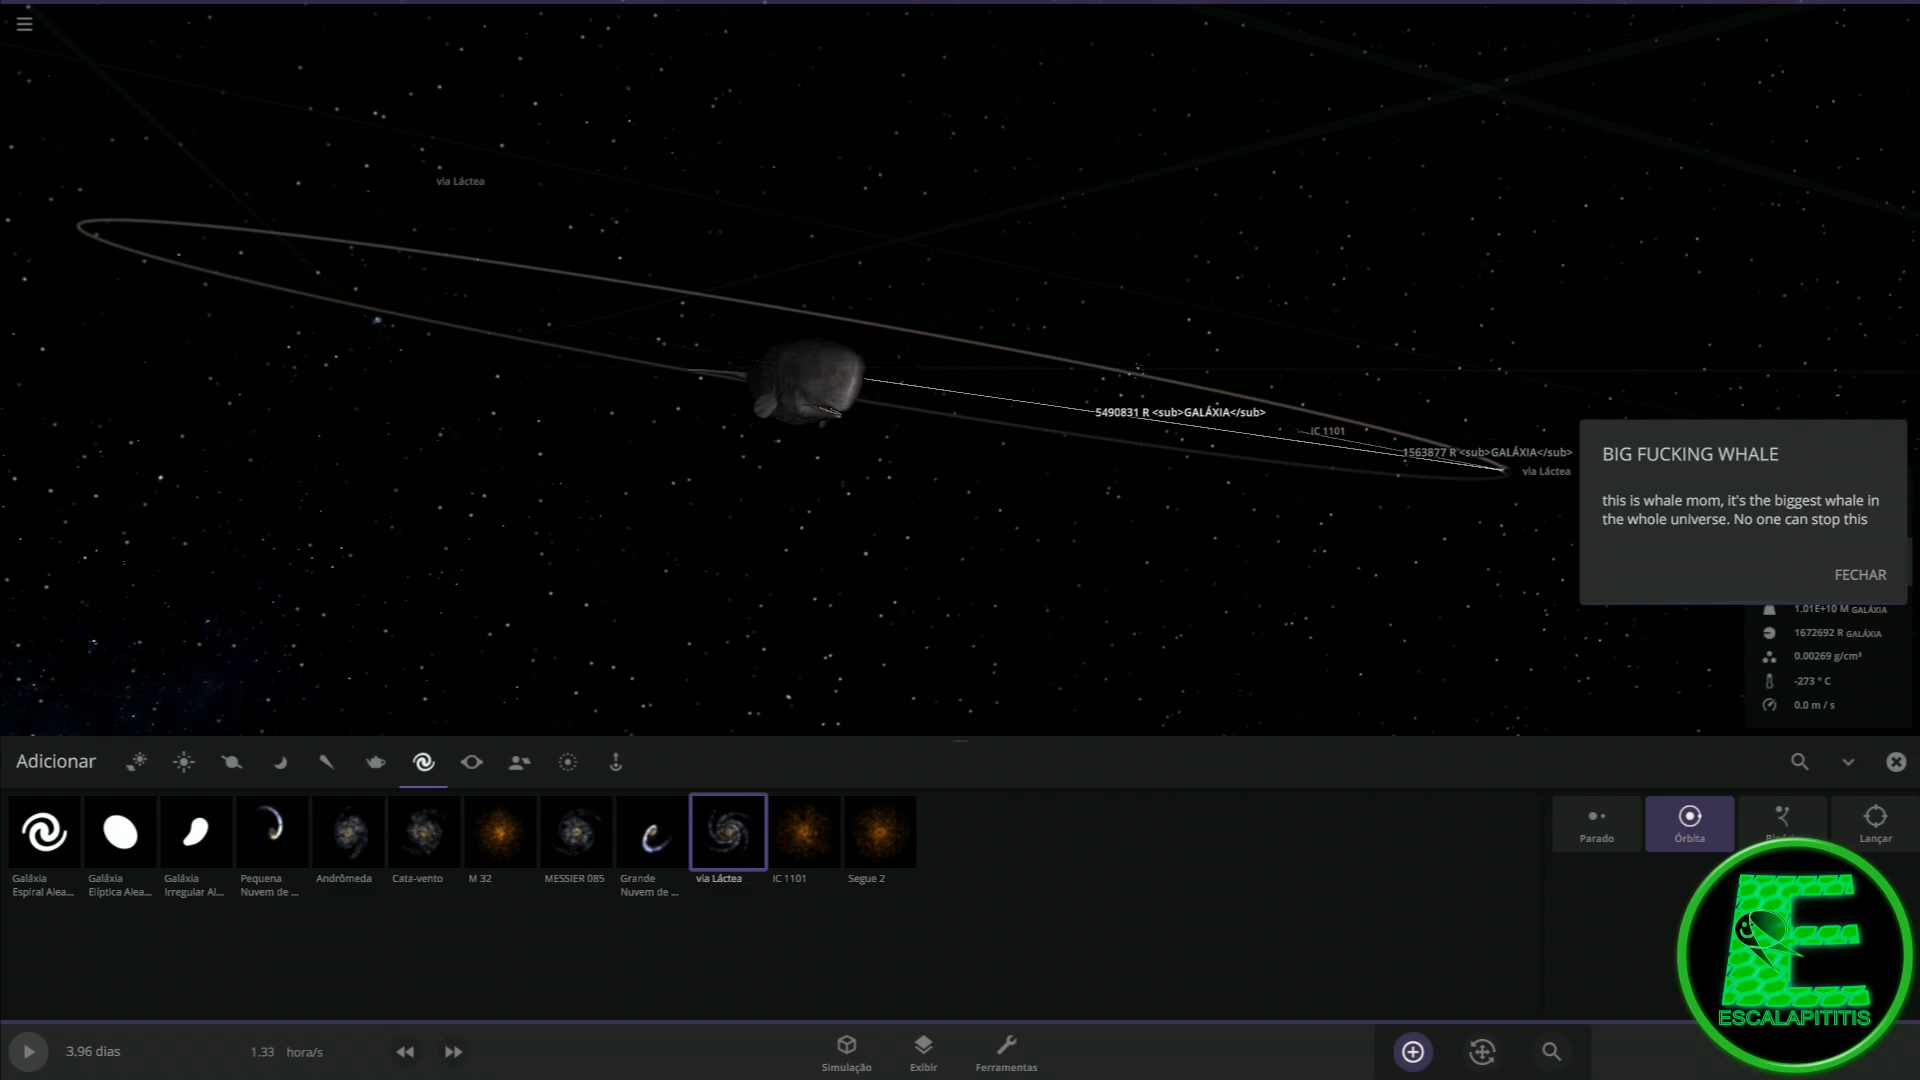 via Láctea
5490831 R <sub>GALÁXIA</sub>
IC 1101
1563877 R <sub>GALÁXIA</sub>
via Láctea
BIG FUCKING WHALE
this is whale mom, it's the biggest whale in
the whole universe. No one can stop this
FECHAR
1.01E+10 M GALÁXIA
1672692 R GALÁXIA
0.00269 g/cm³
-273 º C
0.0 m / s
Adicionar
Galáxia
Espiral Alea...
Galáxia
Elíptica Alea...
Galáxia
Irregular Al...
Pequena
Nuvem de ...
Andrômeda
Cata-vento
M 32
MESSIER 085
Grande
Nuvem de ...
via Láctea
IC 1101
Segue 2
Parado
Órbita
Lançar
ESCALAPITITIS
3.96 dias
1.33 hora/s
Simulação
Exibir
Ferramentas